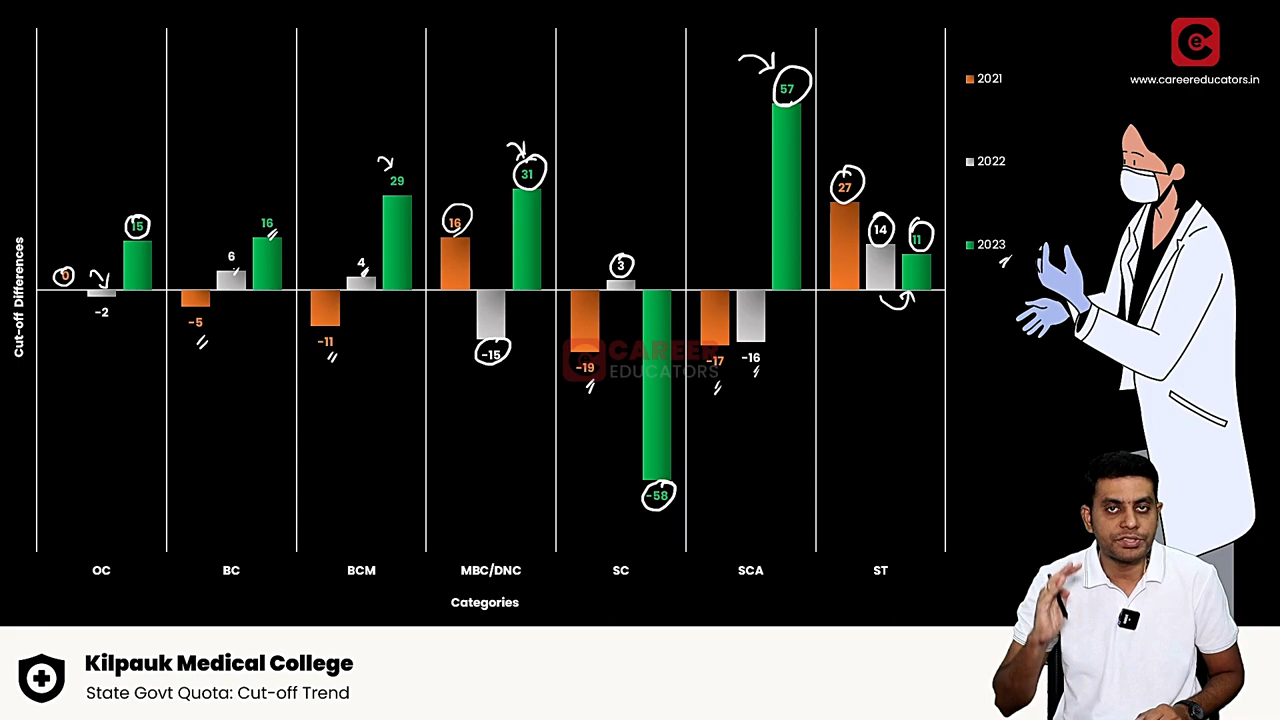 www.careereducators.in
2021
2022
2023
Cut-off Differences
0
-2
15
-5
6
16
-11
4
29
16
-15
31
-19
3
-58
-17
-16
57
27
14
11
CAREER
EDUCATORS
OC
BC
BCM
MBC/DNC
SC
SCA
ST
Categories
Kilpauk Medical College
State Govt Quota: Cut-off Trend